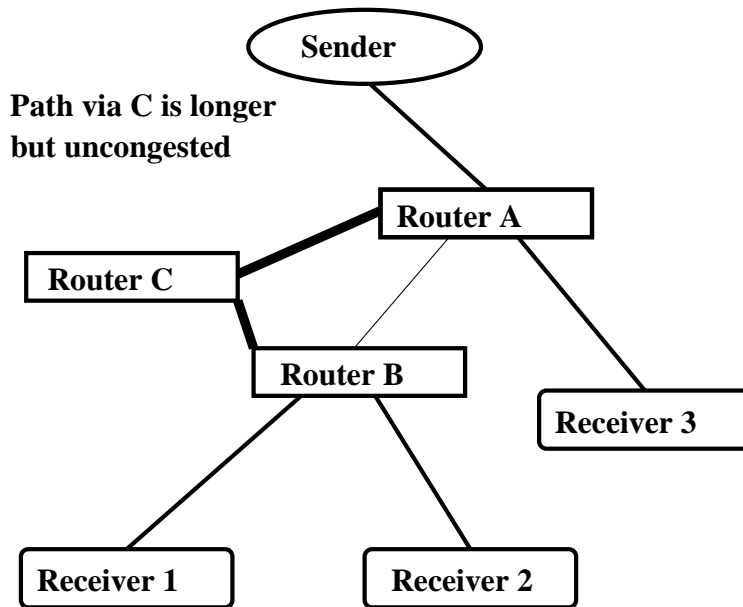 Sender
Path via C is longer
but uncongested
Router A
Router C
Router B
Receiver 3
Receiver 1
Receiver 2